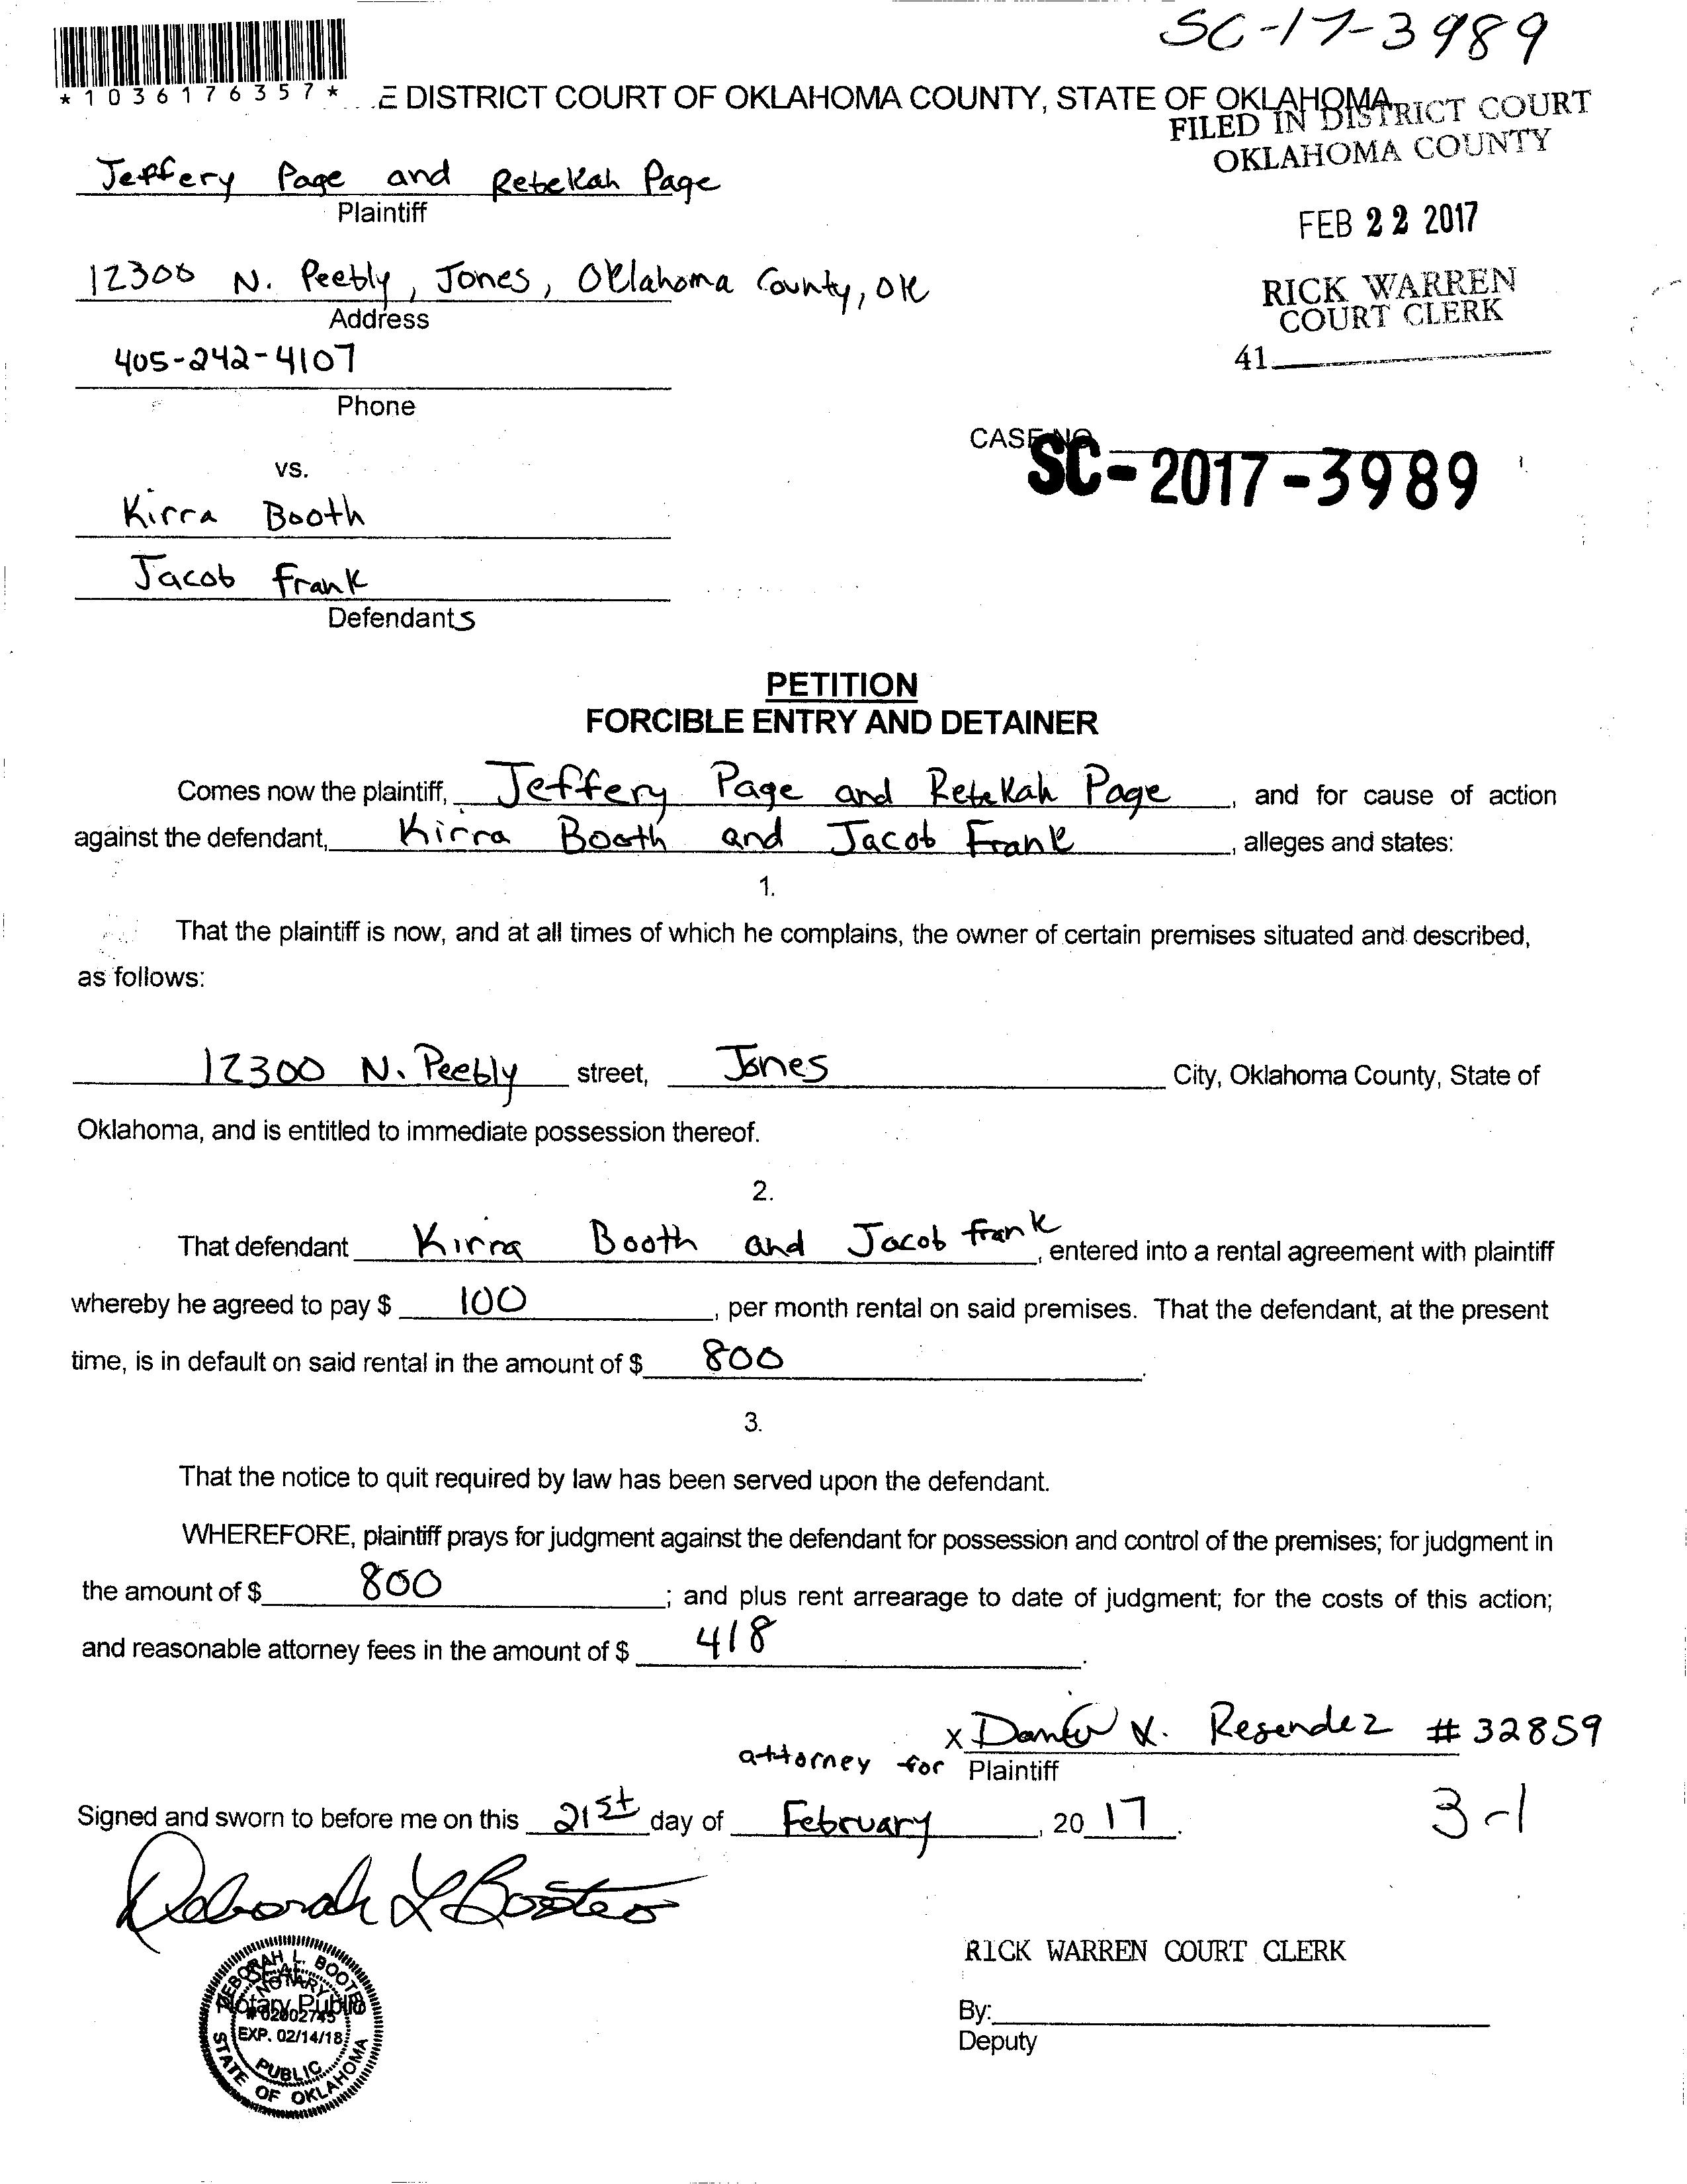 SC-17-3989
*1036176357*
E DISTRICT COURT OF OKLAHOMA COUNTY, STATE OF OKLAHOMA
FILED IN DISTRICT COURT
OKLAHOMA COUNTY
Jeffery Page and Rebekah Page
Plaintiff
FEB 22 2017
12300 N. Peebly, Jones, Oklahoma County, OK
Address
RICK WARREN
COURT CLERK
405-242-4107
Phone
41
CASE NO.
SC-2017-3989
vs.
Kirra Booth
Jacob Frank
Defendants
PETITION
FORCIBLE ENTRY AND DETAINER
Comes now the plaintiff, Jeffery Page and Rebekah Page, and for cause of action
against the defendant, Kirra Booth and Jacob Frank, alleges and states:
1.
That the plaintiff is now, and at all times of which he complains, the owner of certain premises situated and described,
as follows:
12300 N. Peebly street, Jones City, Oklahoma County, State of
Oklahoma, and is entitled to immediate possession thereof.
2.
That defendant Kirra Booth and Jacob Frank, entered into a rental agreement with plaintiff
whereby he agreed to pay $ 100, per month rental on said premises. That the defendant, at the present
time, is in default on said rental in the amount of $ 800.
3.
That the notice to quit required by law has been served upon the defendant.
WHEREFORE, plaintiff prays for judgment against the defendant for possession and control of the premises; for judgment in
the amount of $ 800; and plus rent arrearage to date of judgment; for the costs of this action;
and reasonable attorney fees in the amount of $ 418.
x V. Resendez # 32859
attorney for Plaintiff
Signed and sworn to before me on this 21st day of February, 2017.
3-1
Deborah L Booten
DEBORAH L. BOOTEN
SEAL
NOTARY
Notary Public
# 02002745
EXP. 02/14/18
PUBLIC
STATE OF OKLAHOMA
RICK WARREN COURT CLERK
By:
Deputy